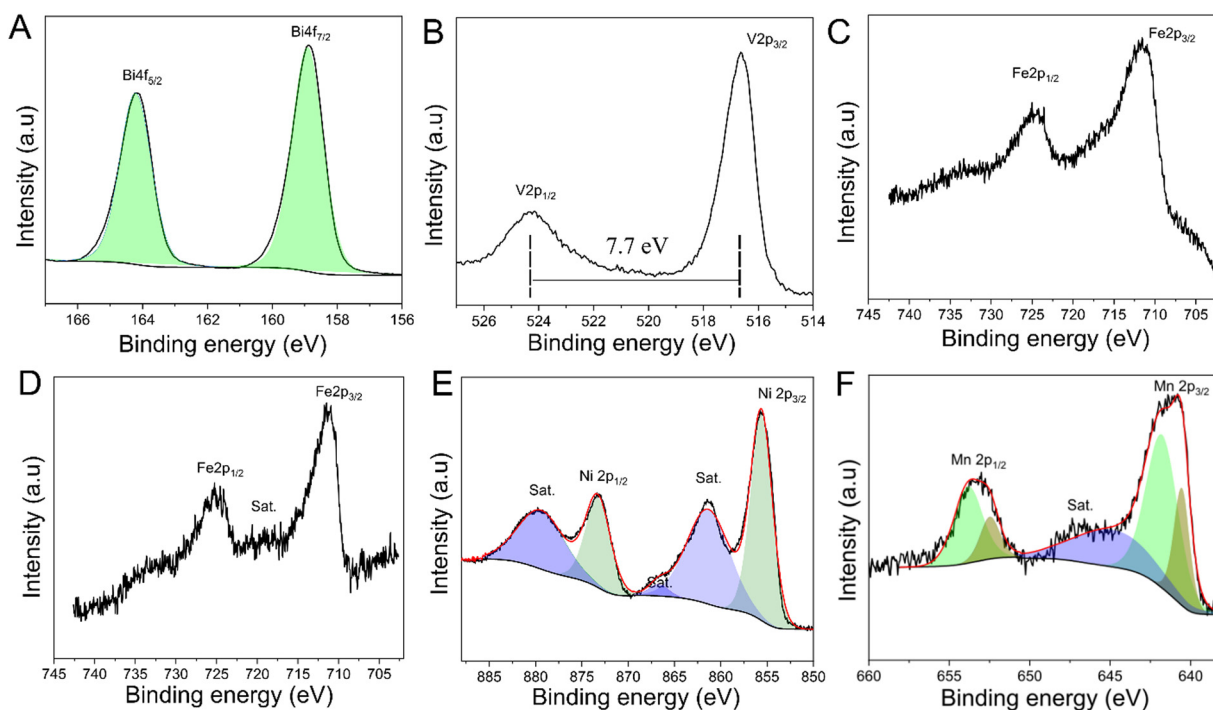 A
Bi4f5/2
Bi4f7/2
Intensity (a.u)
166 164 162 160 158 156
Binding energy (eV)
B
V2p1/2
V2p3/2
7.7 eV
Intensity (a.u)
526 524 522 520 518 516 514
Binding energy (eV)
C
Fe2p1/2
Fe2p3/2
Intensity (a.u)
745 740 735 730 725 720 715 710 705
Binding energy (eV)
D
Fe2p1/2
Sat.
Fe2p3/2
Intensity (a.u)
745 740 735 730 725 720 715 710 705
Binding energy (eV)
E
Sat.
Ni 2p1/2
Sat.
Sat.
Ni 2p3/2
Intensity (a.u)
885 880 875 870 865 860 855 850
Binding energy (eV)
F
Mn 2p1/2
Sat.
Mn 2p3/2
Intensity (a.u)
660 655 650 645 640
Binding energy (eV)